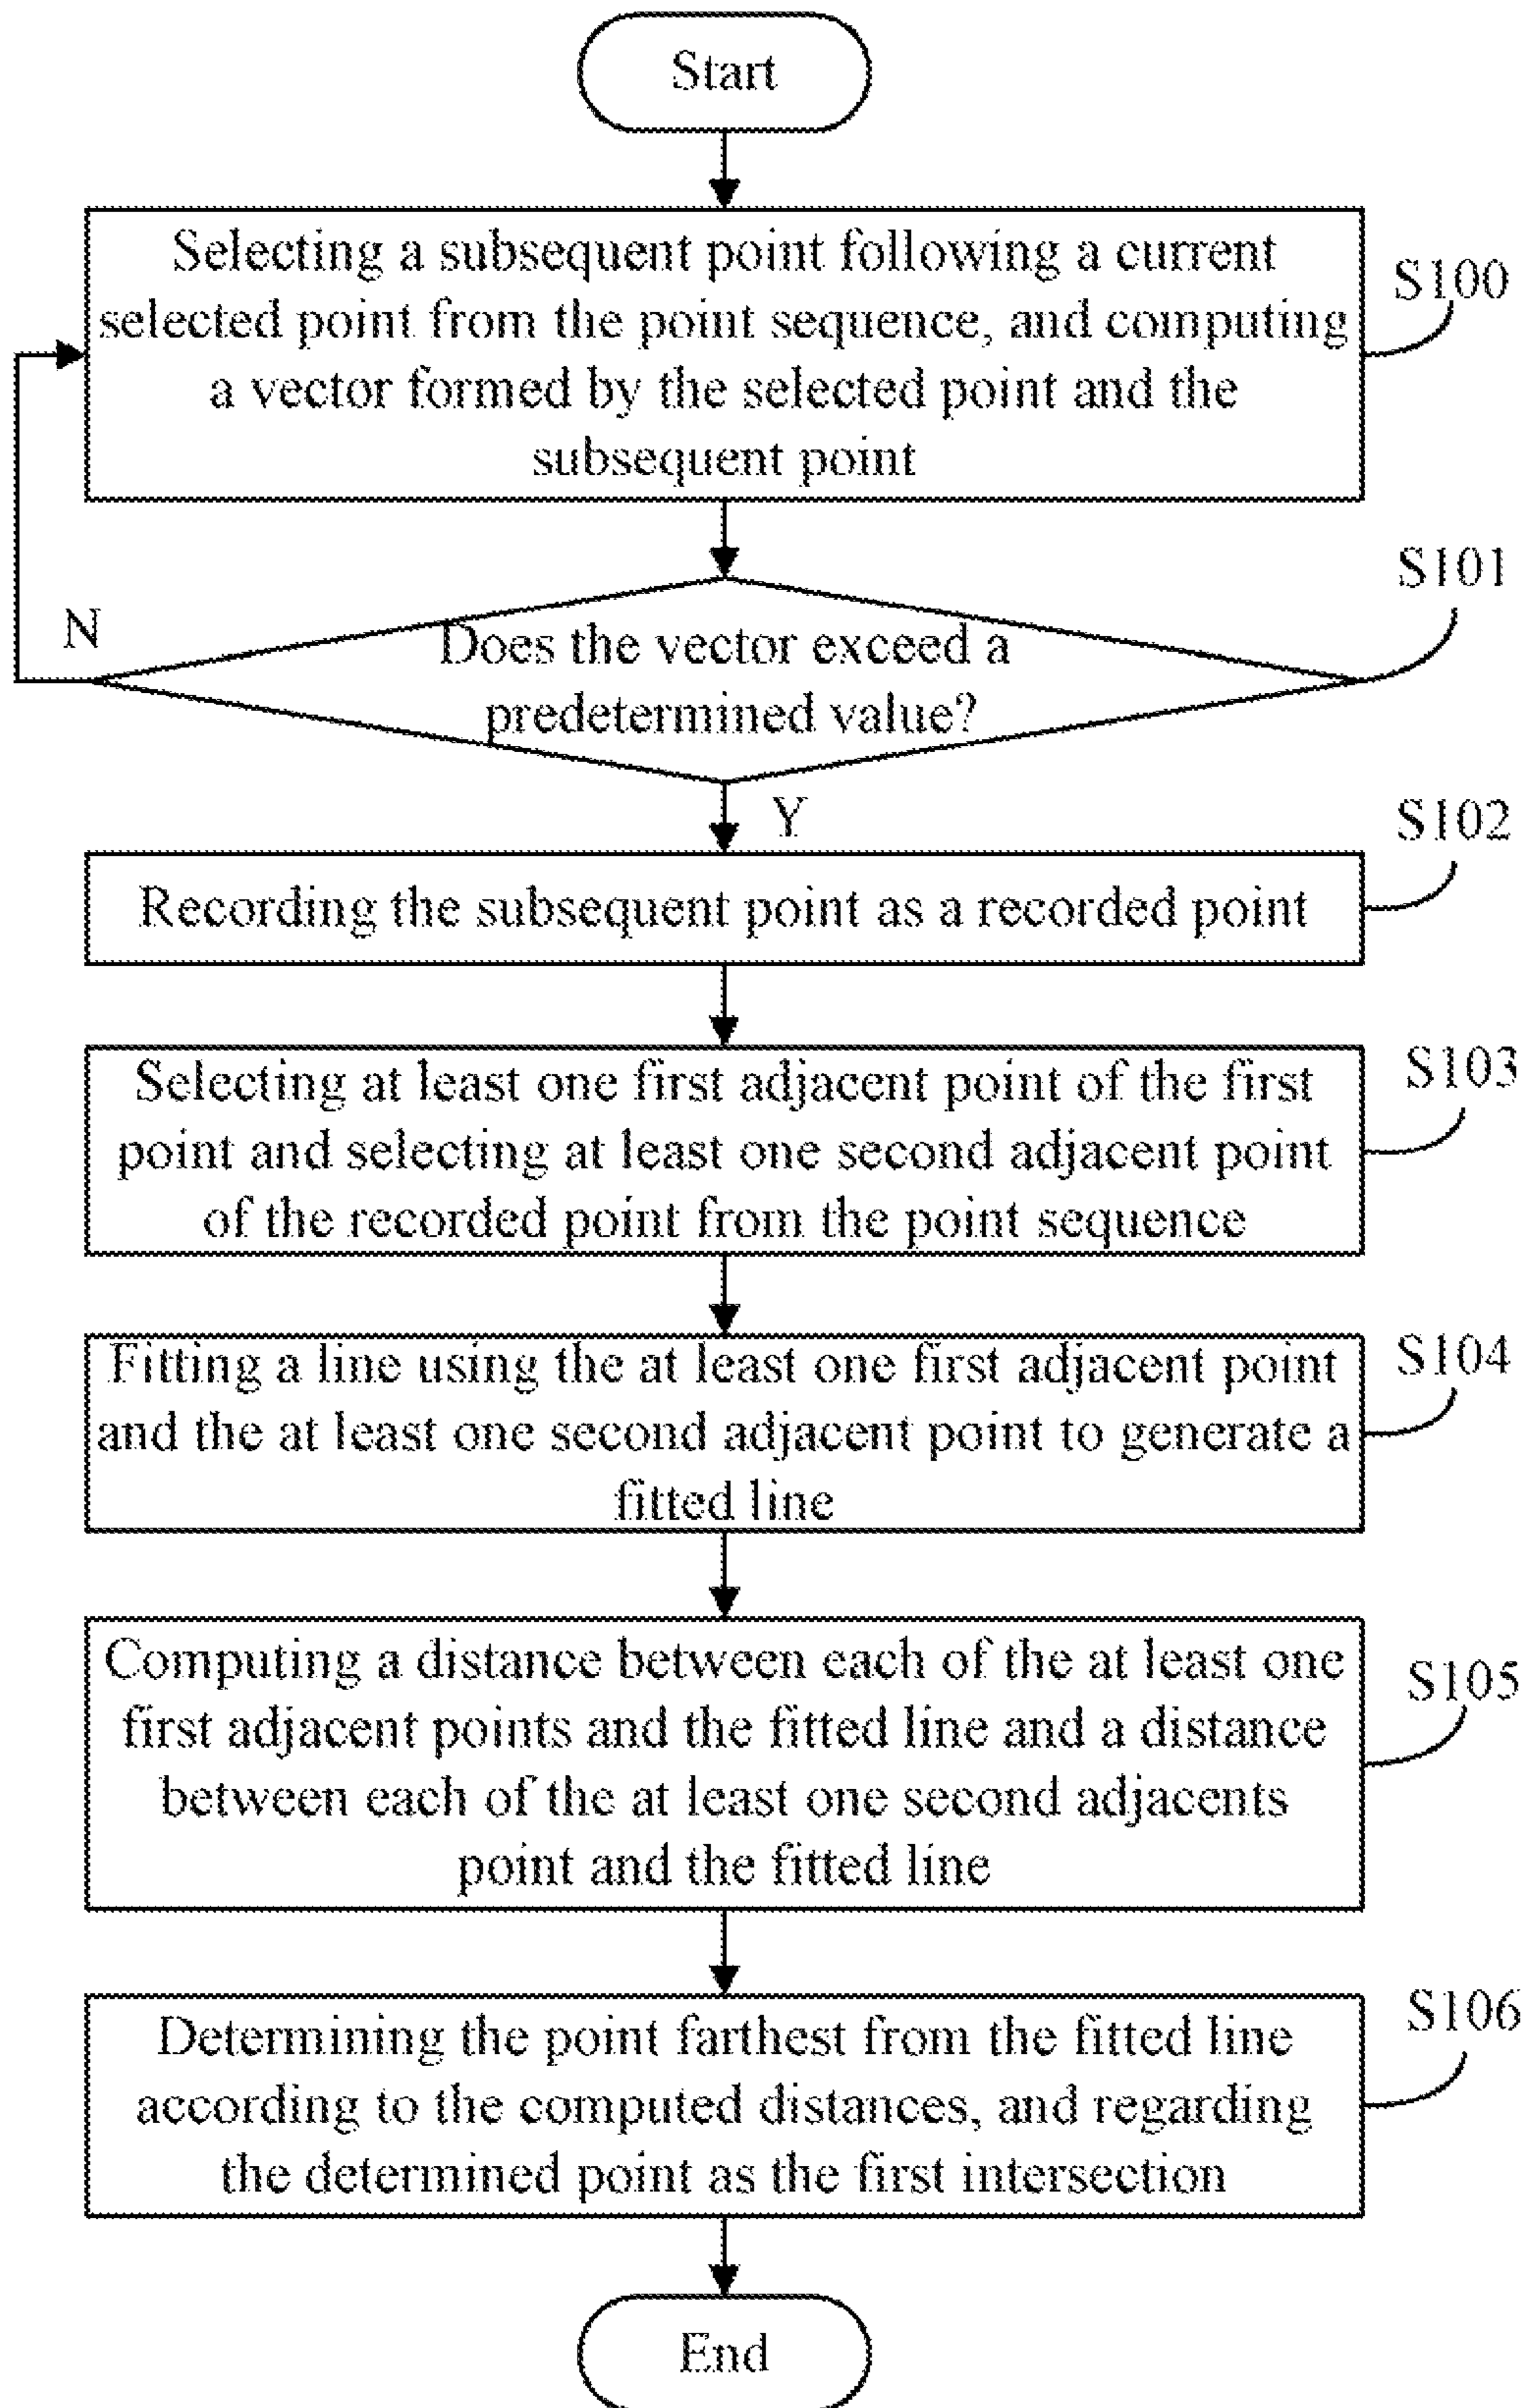 Start
Selecting a subsequent point following a current
selected point from the point sequence, and computing
a vector formed by the selected point and the
subsequent point
S100
Does the vector exceed a
predetermined value?
S101
N
Y
Recording the subsequent point as a recorded point
S102
Selecting at least one first adjacent point of the first
point and selecting at least one second adjacent point
of the recorded point from the point sequence
S103
Fitting a line using the at least one first adjacent point
and the at least one second adjacent point to generate a
fitted line
S104
Computing a distance between each of the at least one
first adjacent points and the fitted line and a distance
between each of the at least one second adjacents
point and the fitted line
S105
Determining the point farthest from the fitted line
according to the computed distances, and regarding
the determined point as the first intersection
S106
End